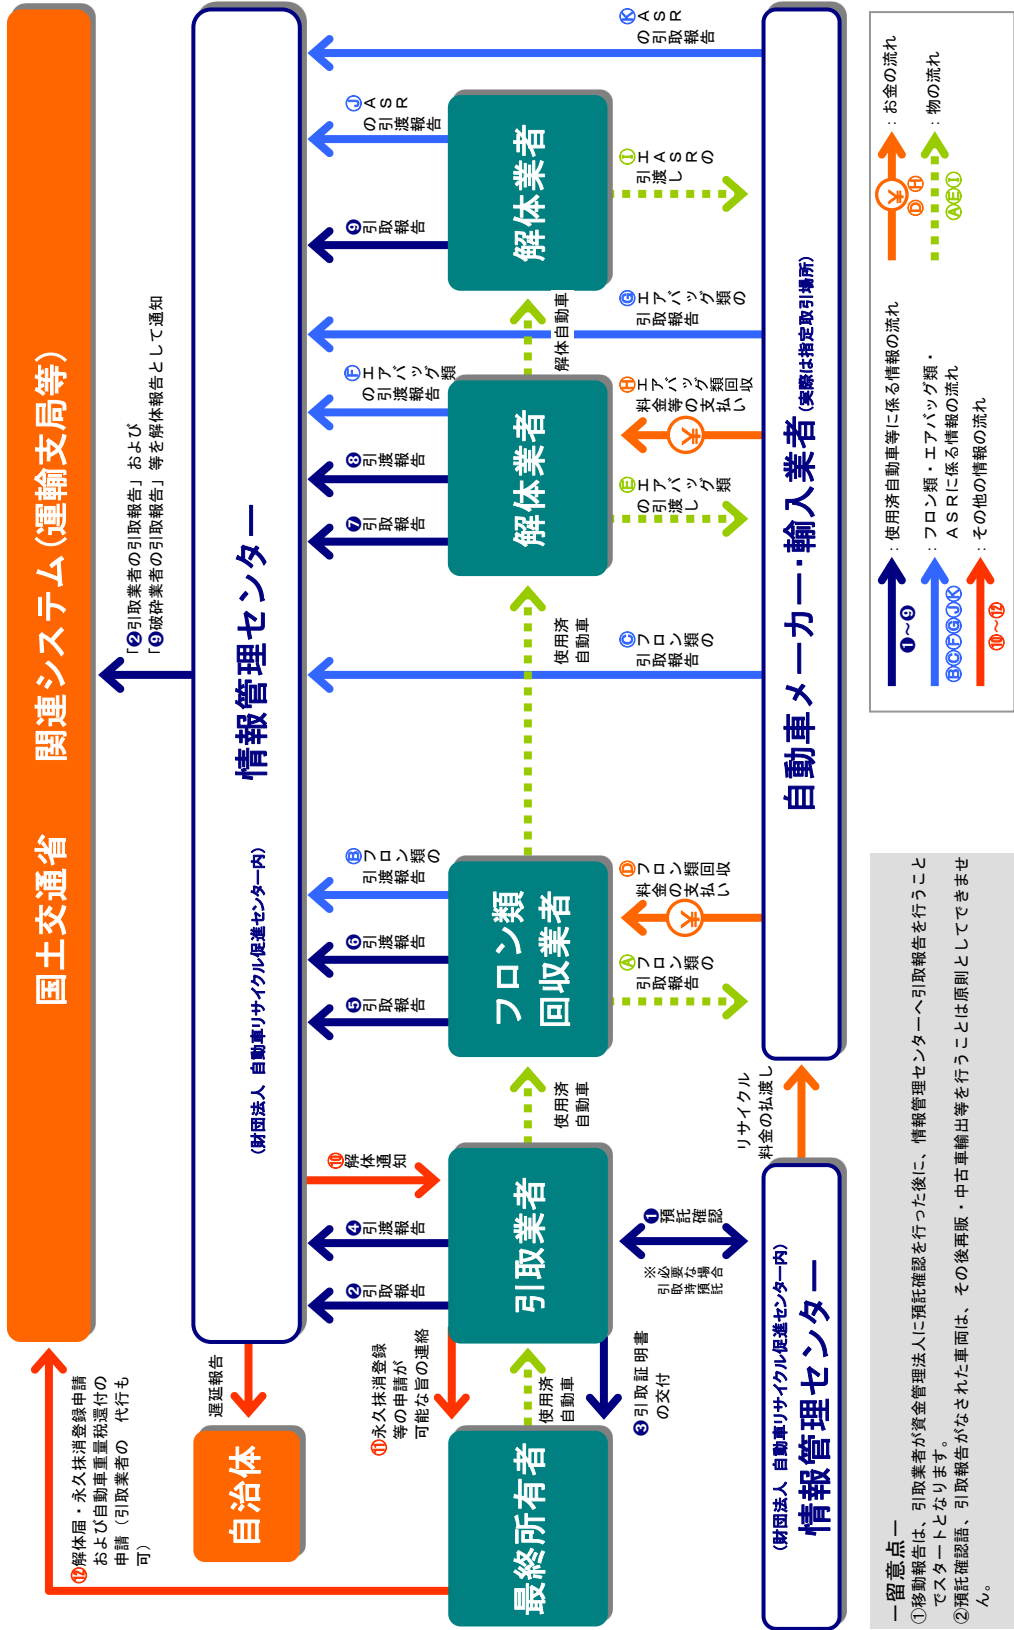 国土交通省　関連システム(運輸支局等)
⑫解体届・永久抹消登録申請
および自動車重量税還付の
申請（引取業者の 代行も
可）
「❷引取業者の引取報告」および
「❾破砕業者の引取報告」等を解体報告として通知
(財団法人 自動車リサイクル促進センター内) 情報管理センター
遅延報告
自治体
❷引取報告
❹引渡報告
⑩解体通知
❺引取報告
❻引渡報告
Ⓑフロン類の
引渡報告
❼引取報告
❽引渡報告
Ⓕエアバッグ類
の引渡報告
❾引取報告
ⒿASR
の引渡報告
ⓀASR
の引取報告
⑪永久抹消登録
等の申請が
可能な旨の連絡
最終所有者
使用済
自動車
❸引取証明書
の交付
引取業者
使用済
自動車
フロン類
回収業者
使用済
自動車
解体業者
解体自動車
解体業者
❶預託確認
※必要な場合
引取時預託
Ⓐフロン類の
引取報告
Ⓓフロン類回収
料金の支払い
¥
Ⓒフロン類の
引取報告
Ⓔエアバッグ類
の引渡し
Ⓗエアバッグ類回収
料金等の支払い
¥
Ⓖエアバッグ類の
引取報告
ⒾエASRの
引渡し
(財団法人 自動車リサイクル促進センター内)
情報管理センター
リサイクル
料金の払渡し
自動車メーカー・輸入業者(実際は指定取引場所)
ー留意点ー
①移動報告は、引取業者が資金管理法人に預託確認を行った後に、情報管理センターへ引取報告を行うこと
でスタートとなります。
②預託確認語、引取報告がなされた車両は、その後再販・中古車輸出等を行うことは原則としてできませ
ん。
❶～❾
：使用済自動車等に係る情報の流れ
ⒷⒸⒻⒼⒿⓀ
：フロン類・エアバッグ類・
ASRに係る情報の流れ
⑩～⑫
：その他の情報の流れ
¥
Ⓓ Ⓗ
：お金の流れ
ⒶⒺⒾ
：物の流れ